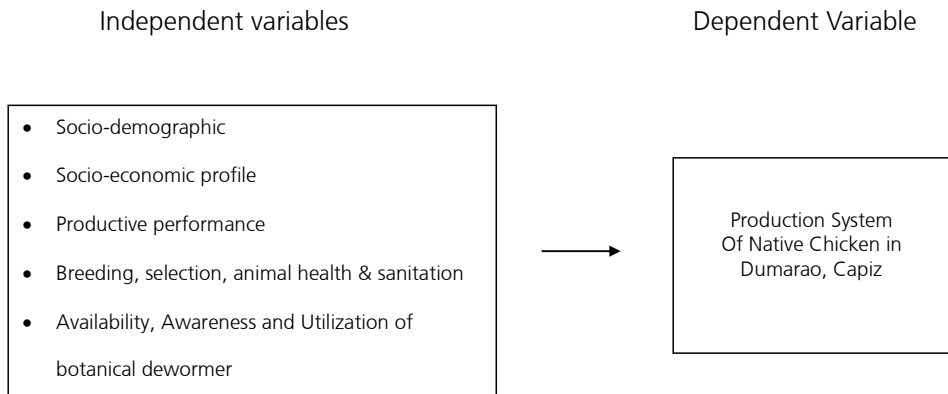 Independent variables
Dependent Variable
• Socio-demographic
• Socio-economic profile
• Productive performance
• Breeding, selection, animal health & sanitation
• Availability, Awareness and Utilization of
botanical dewormer
Production System
Of Native Chicken in
Dumarao, Capiz